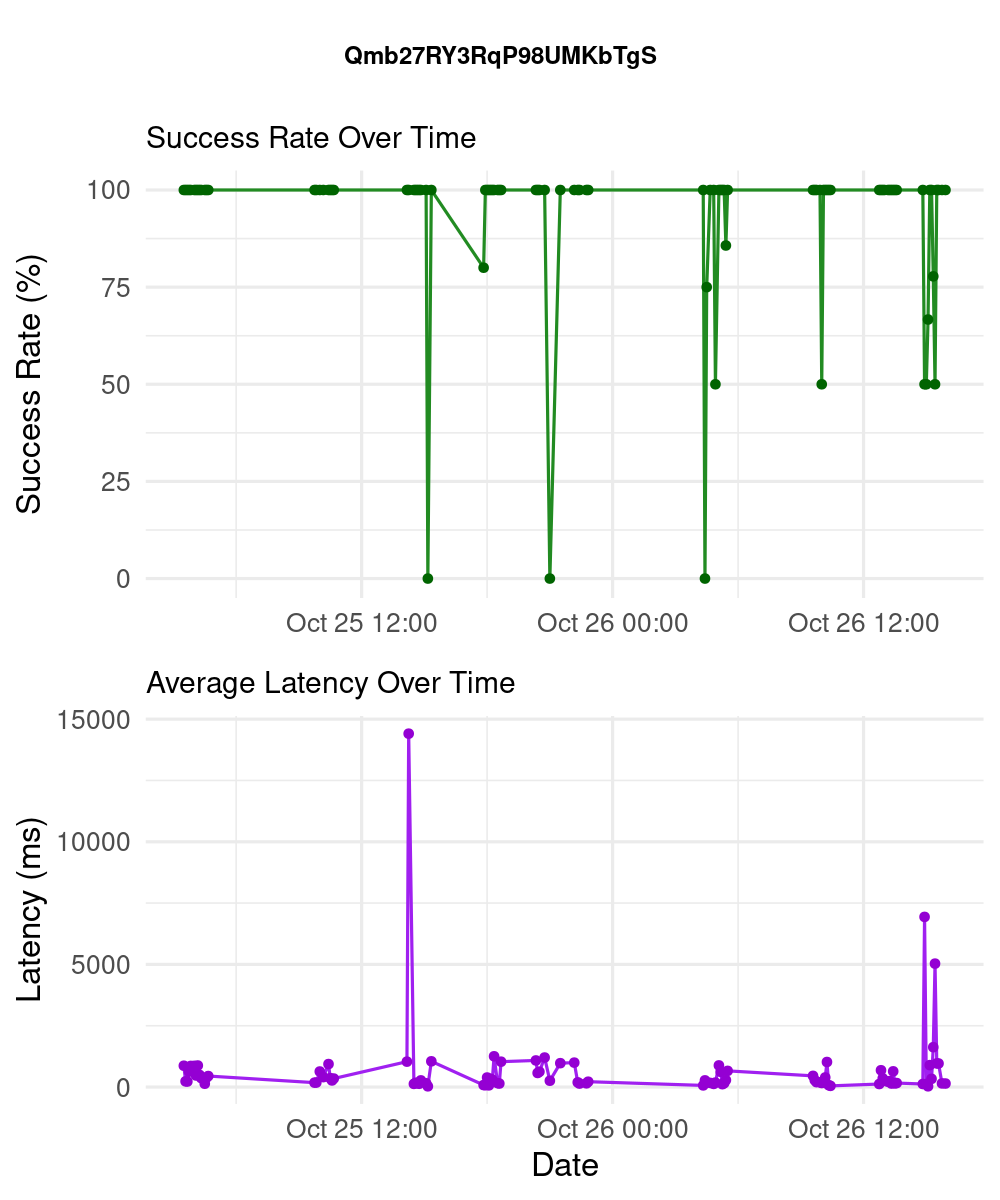 Qmb27RY3RqP98UMKbTgS
Success Rate Over Time
Success Rate (%)
100
75
50
25
0
Oct 25 12:00 Oct 26 00:00 Oct 26 12:00
Average Latency Over Time
Latency (ms)
15000
10000
5000
0
Oct 25 12:00 Oct 26 00:00 Oct 26 12:00
Date